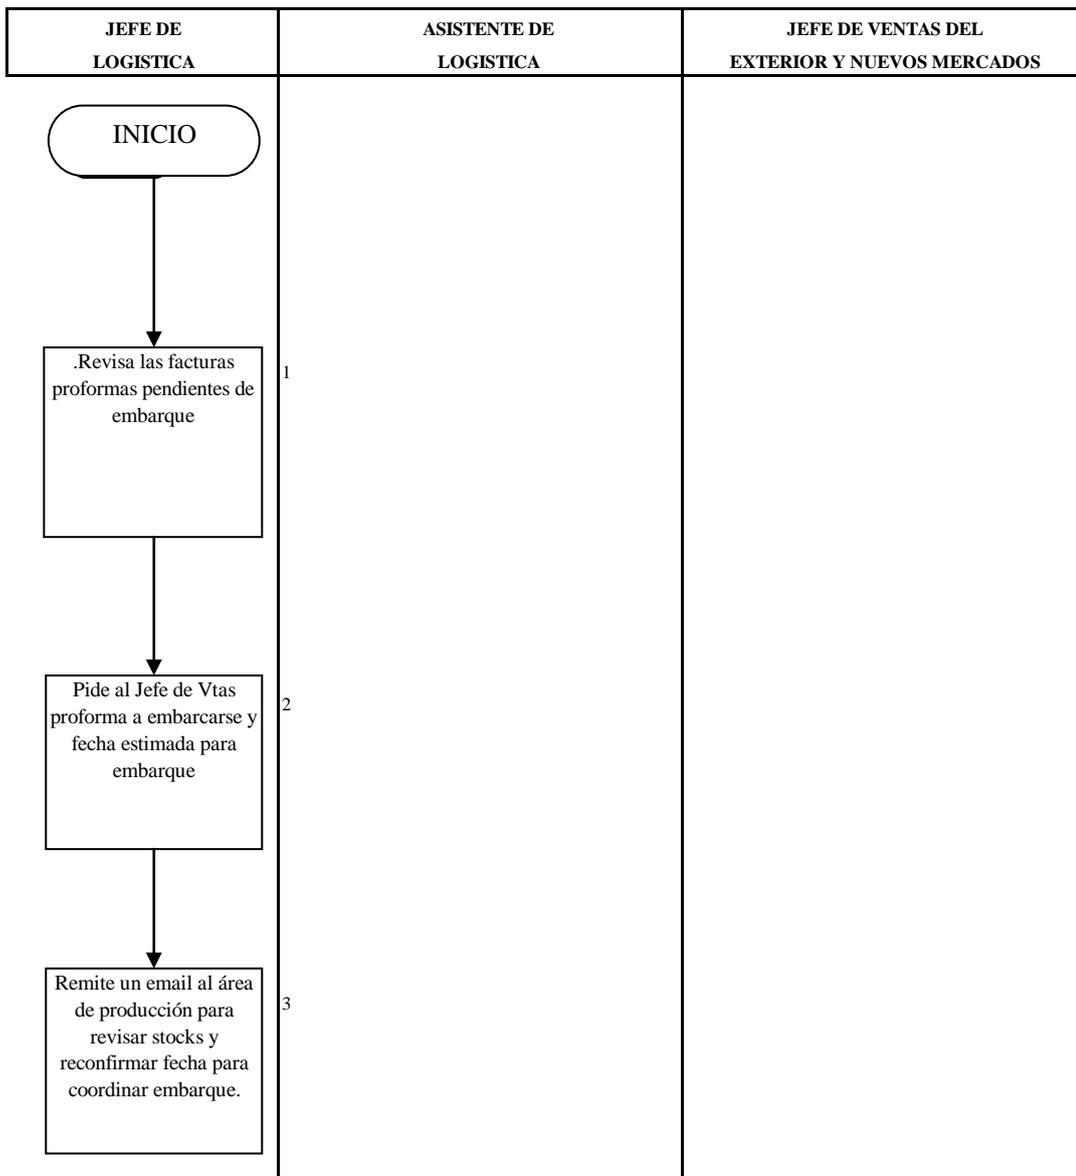 JEFE DE
LOGISTICA
ASISTENTE DE
LOGISTICA
JEFE DE VENTAS DEL
EXTERIOR Y NUEVOS MERCADOS
INICIO
.Revisa las facturas
proformas pendientes de
embarque
1
Pide al Jefe de Vtas
proforma a embarcarse y
fecha estimada para
embarque
2
Remite un email al área
de producción para
revisar stocks y
reconfirmar fecha para
coordinar embarque.
3